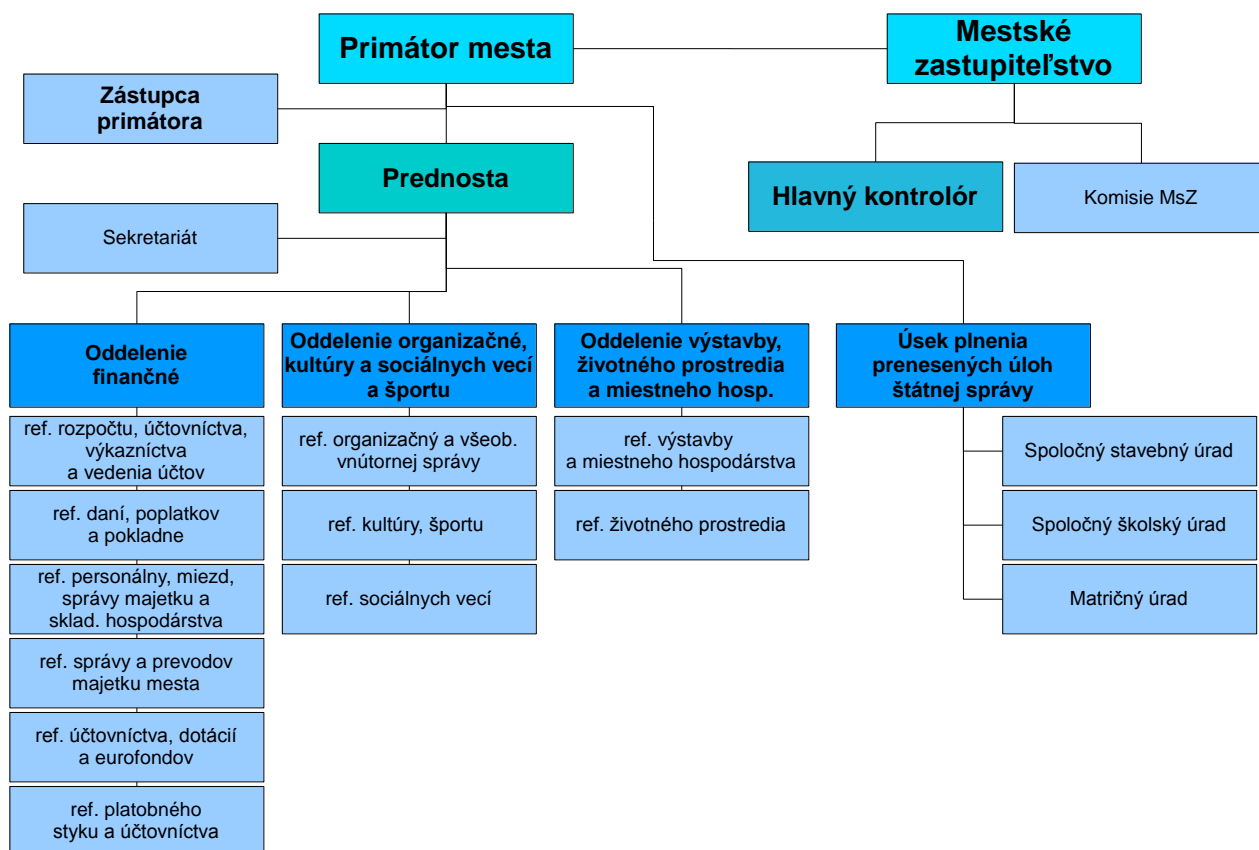 Primátor mesta
Mestské
zastupiteľstvo
Zástupca
primátora
Prednosta
Hlavný kontrolór
Komisie MsZ
Sekretariát
Oddelenie
finančné
Oddelenie organizačné,
kultúry a sociálnych vecí
a športu
Oddelenie výstavby,
životného prostredia
a miestneho hosp.
Úsek plnenia
prenesených úloh
štátnej správy
ref. rozpočtu, účtovníctva,
výkazníctva
a vedenia účtov
ref. daní, poplatkov
a pokladne
ref. personálny, miezd,
správy majetku a
sklad. hospodárstva
ref. správy a prevodov
majetku mesta
ref. účtovníctva, dotácií
a eurofondov
ref. platobného
styku a účtovníctva
ref. organizačný a všeob.
vnútornej správy
ref. kultúry, športu
ref. sociálnych vecí
ref. výstavby
a miestneho hospodárstva
ref. životného prostredia
Spoločný stavebný úrad
Spoločný školský úrad
Matričný úrad